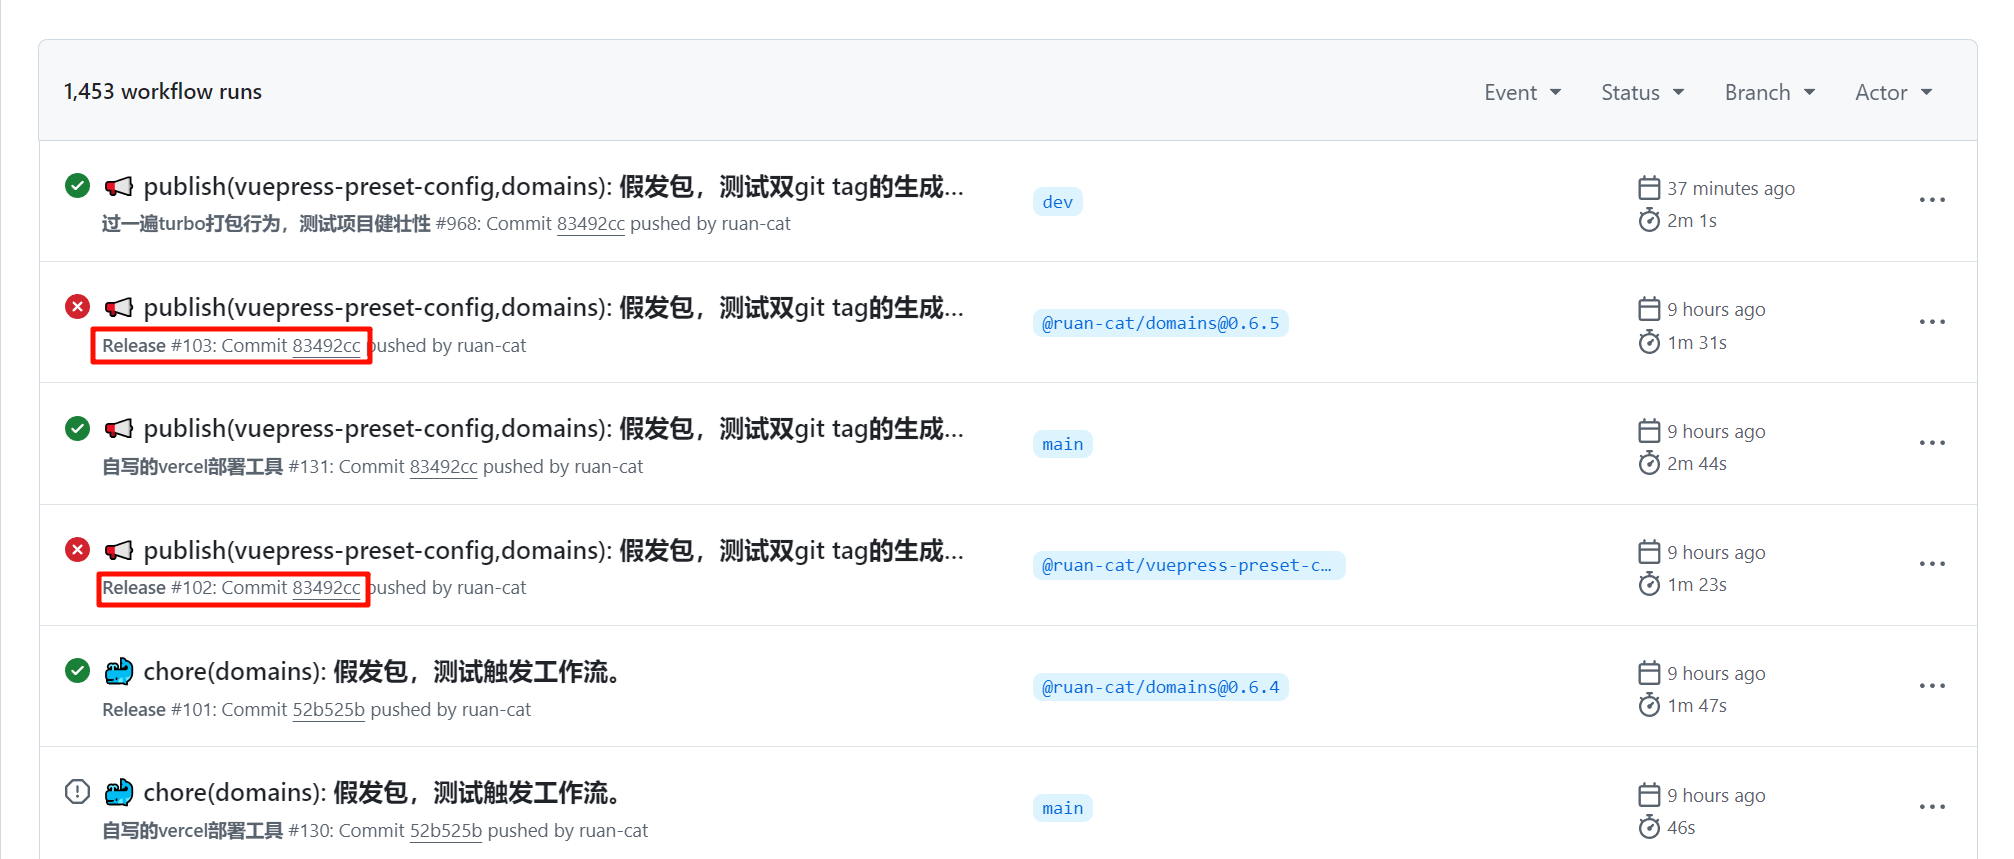 1,453 workflow runs
Event Status Branch Actor
publish(vuepress-preset-config,domains): 假发包，测试双git tag的生成...
过一遍turbo打包行为，测试项目健壮性 #968: Commit 83492cc pushed by ruan-cat
dev
37 minutes ago
2m 1s
publish(vuepress-preset-config,domains): 假发包，测试双git tag的生成...
Release #103: Commit 83492cc pushed by ruan-cat
@ruan-cat/domains@0.6.5
9 hours ago
1m 31s
publish(vuepress-preset-config,domains): 假发包，测试双git tag的生成...
自写的vercel部署工具 #131: Commit 83492cc pushed by ruan-cat
main
9 hours ago
2m 44s
publish(vuepress-preset-config,domains): 假发包，测试双git tag的生成...
Release #102: Commit 83492cc pushed by ruan-cat
@ruan-cat/vuepress-preset-c...
9 hours ago
1m 23s
chore(domains): 假发包，测试触发工作流。
Release #101: Commit 52b525b pushed by ruan-cat
@ruan-cat/domains@0.6.4
9 hours ago
1m 47s
chore(domains): 假发包，测试触发工作流。
自写的vercel部署工具 #130: Commit 52b525b pushed by ruan-cat
main
9 hours ago
46s